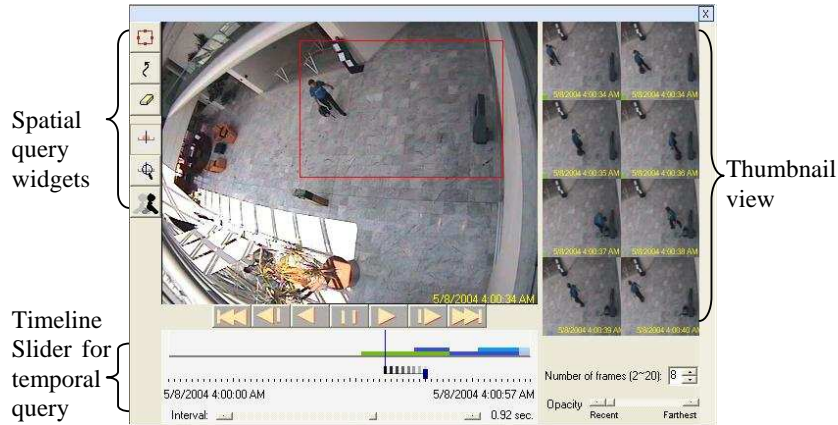 X
Spatial
query
widgets
5/8/2004 4:00:34 AM
5/8/2004 4:00:34 AM
5/8/2004 4:00:34 AM
5/8/2004 4:00:35 AM
5/8/2004 4:00:36 AM
5/8/2004 4:00:37 AM
5/8/2004 4:00:38 AM
5/8/2004 4:00:39 AM
5/8/2004 4:00:40 AM
Thumbnail
view
Timeline
Slider for
temporal
query
5/8/2004 4:00:00 AM
5/8/2004 4:00:57 AM
Interval:
0.92 sec.
Number of frames (2~20):
8
Opacity
Recent
Farthest